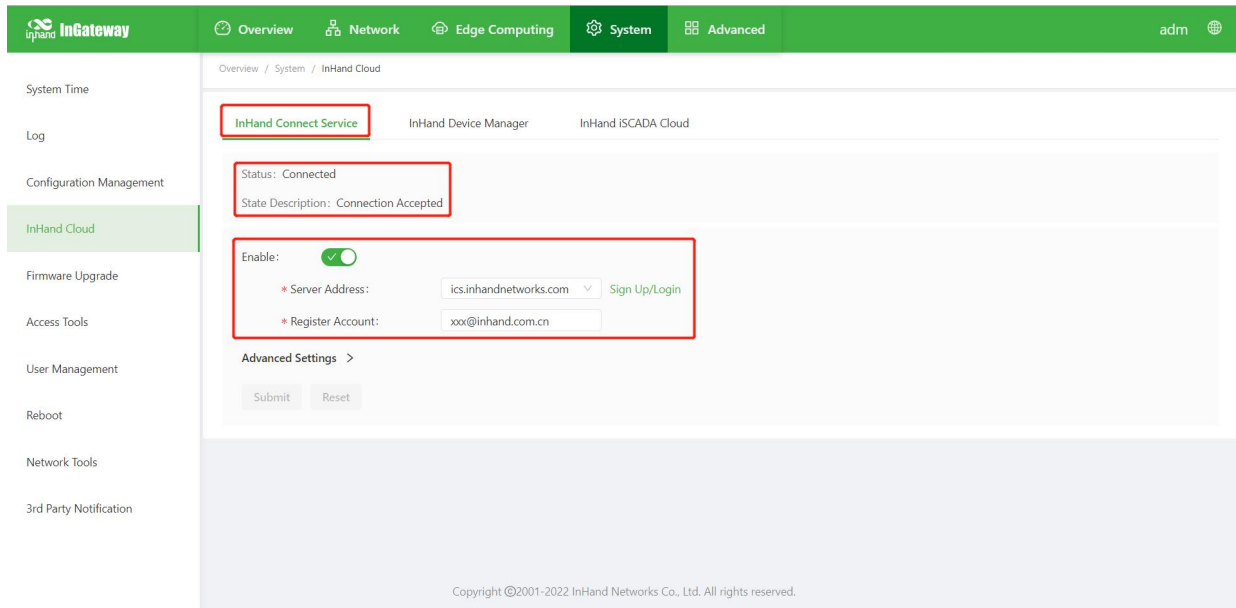 inhand InGateway Overview Network Edge Computing System Advanced adm
Overview / System / InHand Cloud
System Time
Log
Configuration Management
InHand Cloud
Firmware Upgrade
Access Tools
User Management
Reboot
Network Tools
3rd Party Notification
InHand Connect Service InHand Device Manager InHand iSCADA Cloud
Status: Connected
State Description: Connection Accepted
Enable:
* Server Address: ics.inhandnetworks.com Sign Up/Login
* Register Account: xxx@inhand.com.cn
Advanced Settings >
Submit Reset
Copyright ©2001-2022 InHand Networks Co., Ltd. All rights reserved.